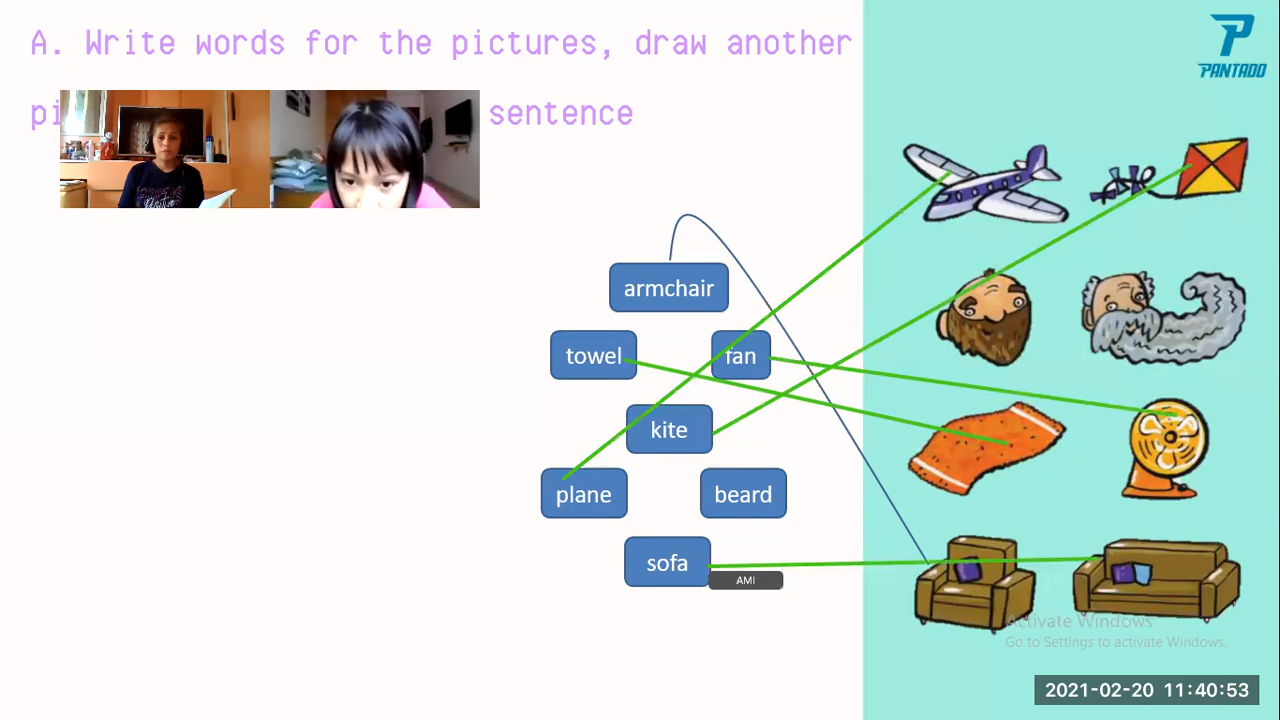 A. Write words for the pictures, draw another
pi sentence
PANTADO
armchair
towel
fan
kite
plane
beard
sofa
AMI
Activate Windows
Go to Settings to activate Windows.
2021-02-20 11:40:53